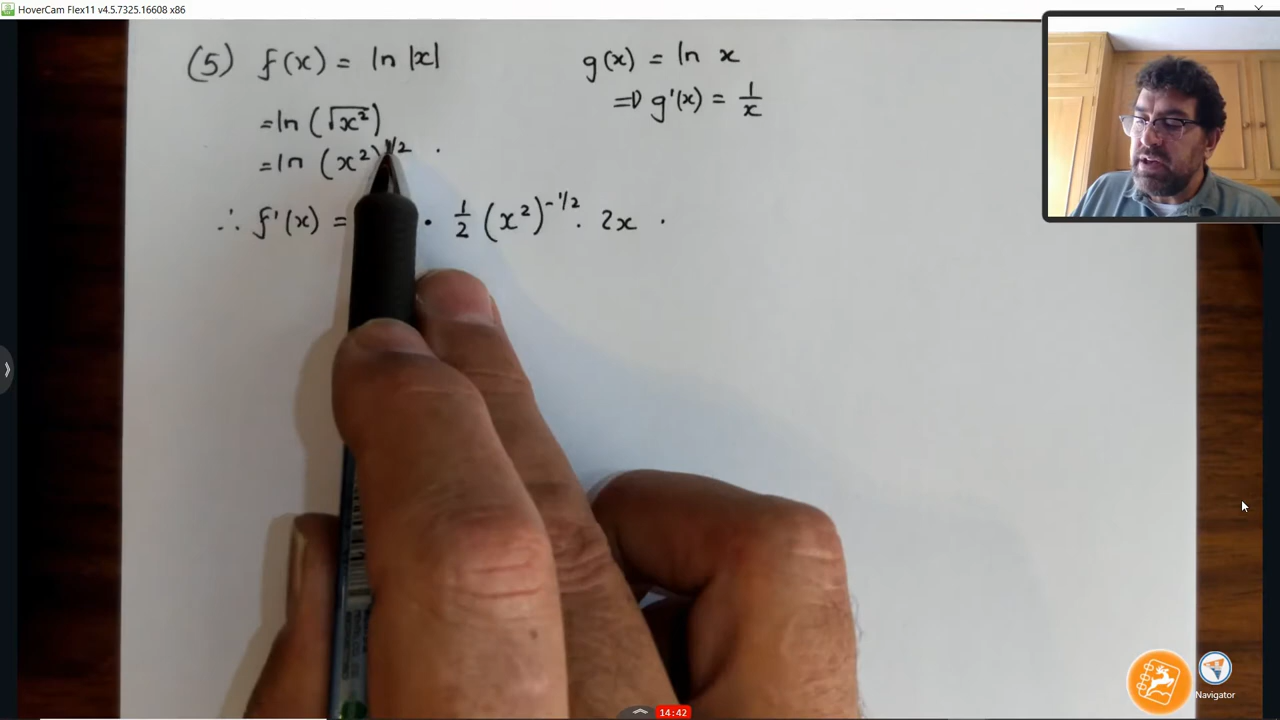 HoverCam Flex11 v4.5.7325.16608 x86
(5) f(x) = ln |x|
= ln (√x²)
= ln (x²)^1/2 .
∴ f'(x) = · 1/2 (x²)^-1/2 . 2x .
g(x) = ln x
⇒ g'(x) = 1/x
Navigator
14:42